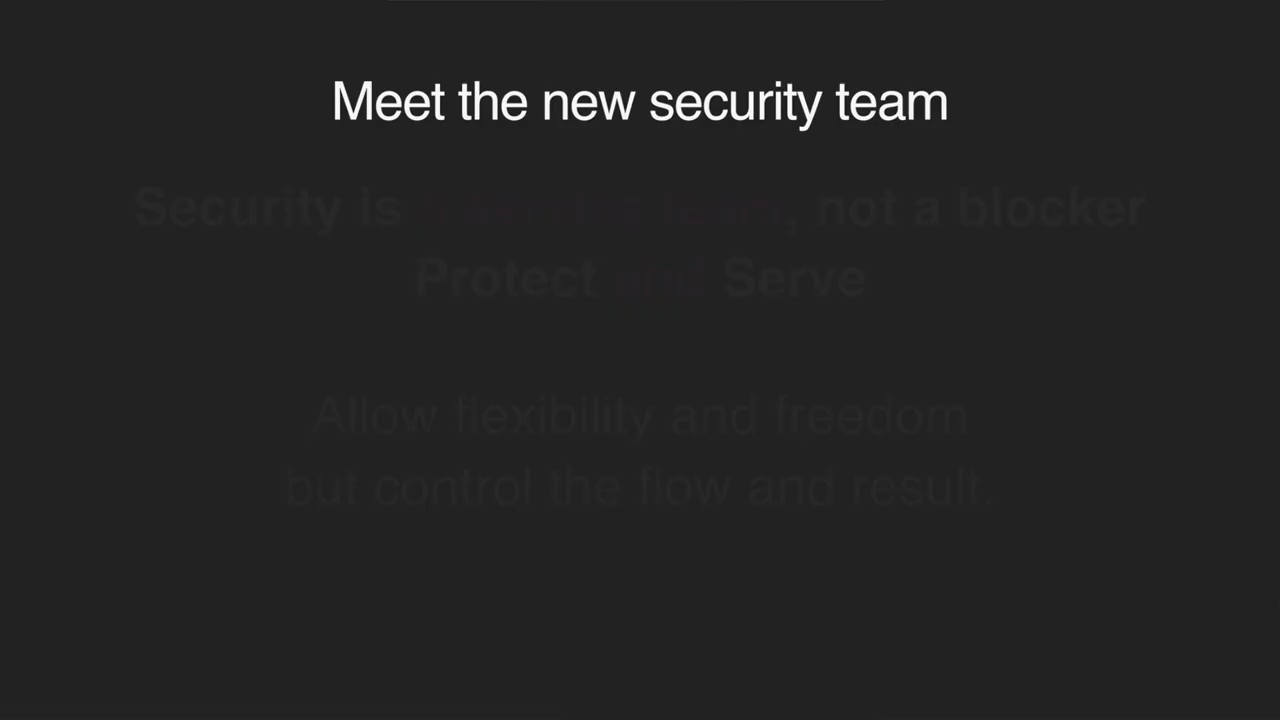 Meet the new security team
Security is , not a blocker
Protect and Serve
Allow flexibility and freedom
but control the flow and result.